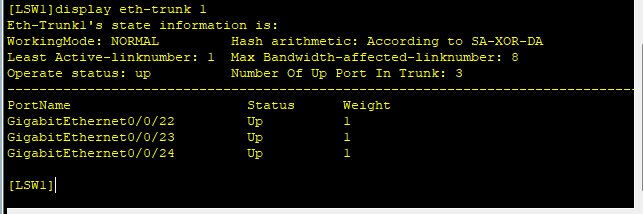 [LSW1]display eth-trunk 1
Eth-Trunk1's state information is:
WorkingMode: NORMAL Hash arithmetic: According to SA-XOR-DA
Least Active-linknumber: 1 Max Bandwidth-affected-linknumber: 8
Operate status: up Number Of Up Port In Trunk: 3
--------------------------------------------------------------------------------
PortName Status Weight
GigabitEthernet0/0/22 Up 1
GigabitEthernet0/0/23 Up 1
GigabitEthernet0/0/24 Up 1
[LSW1]